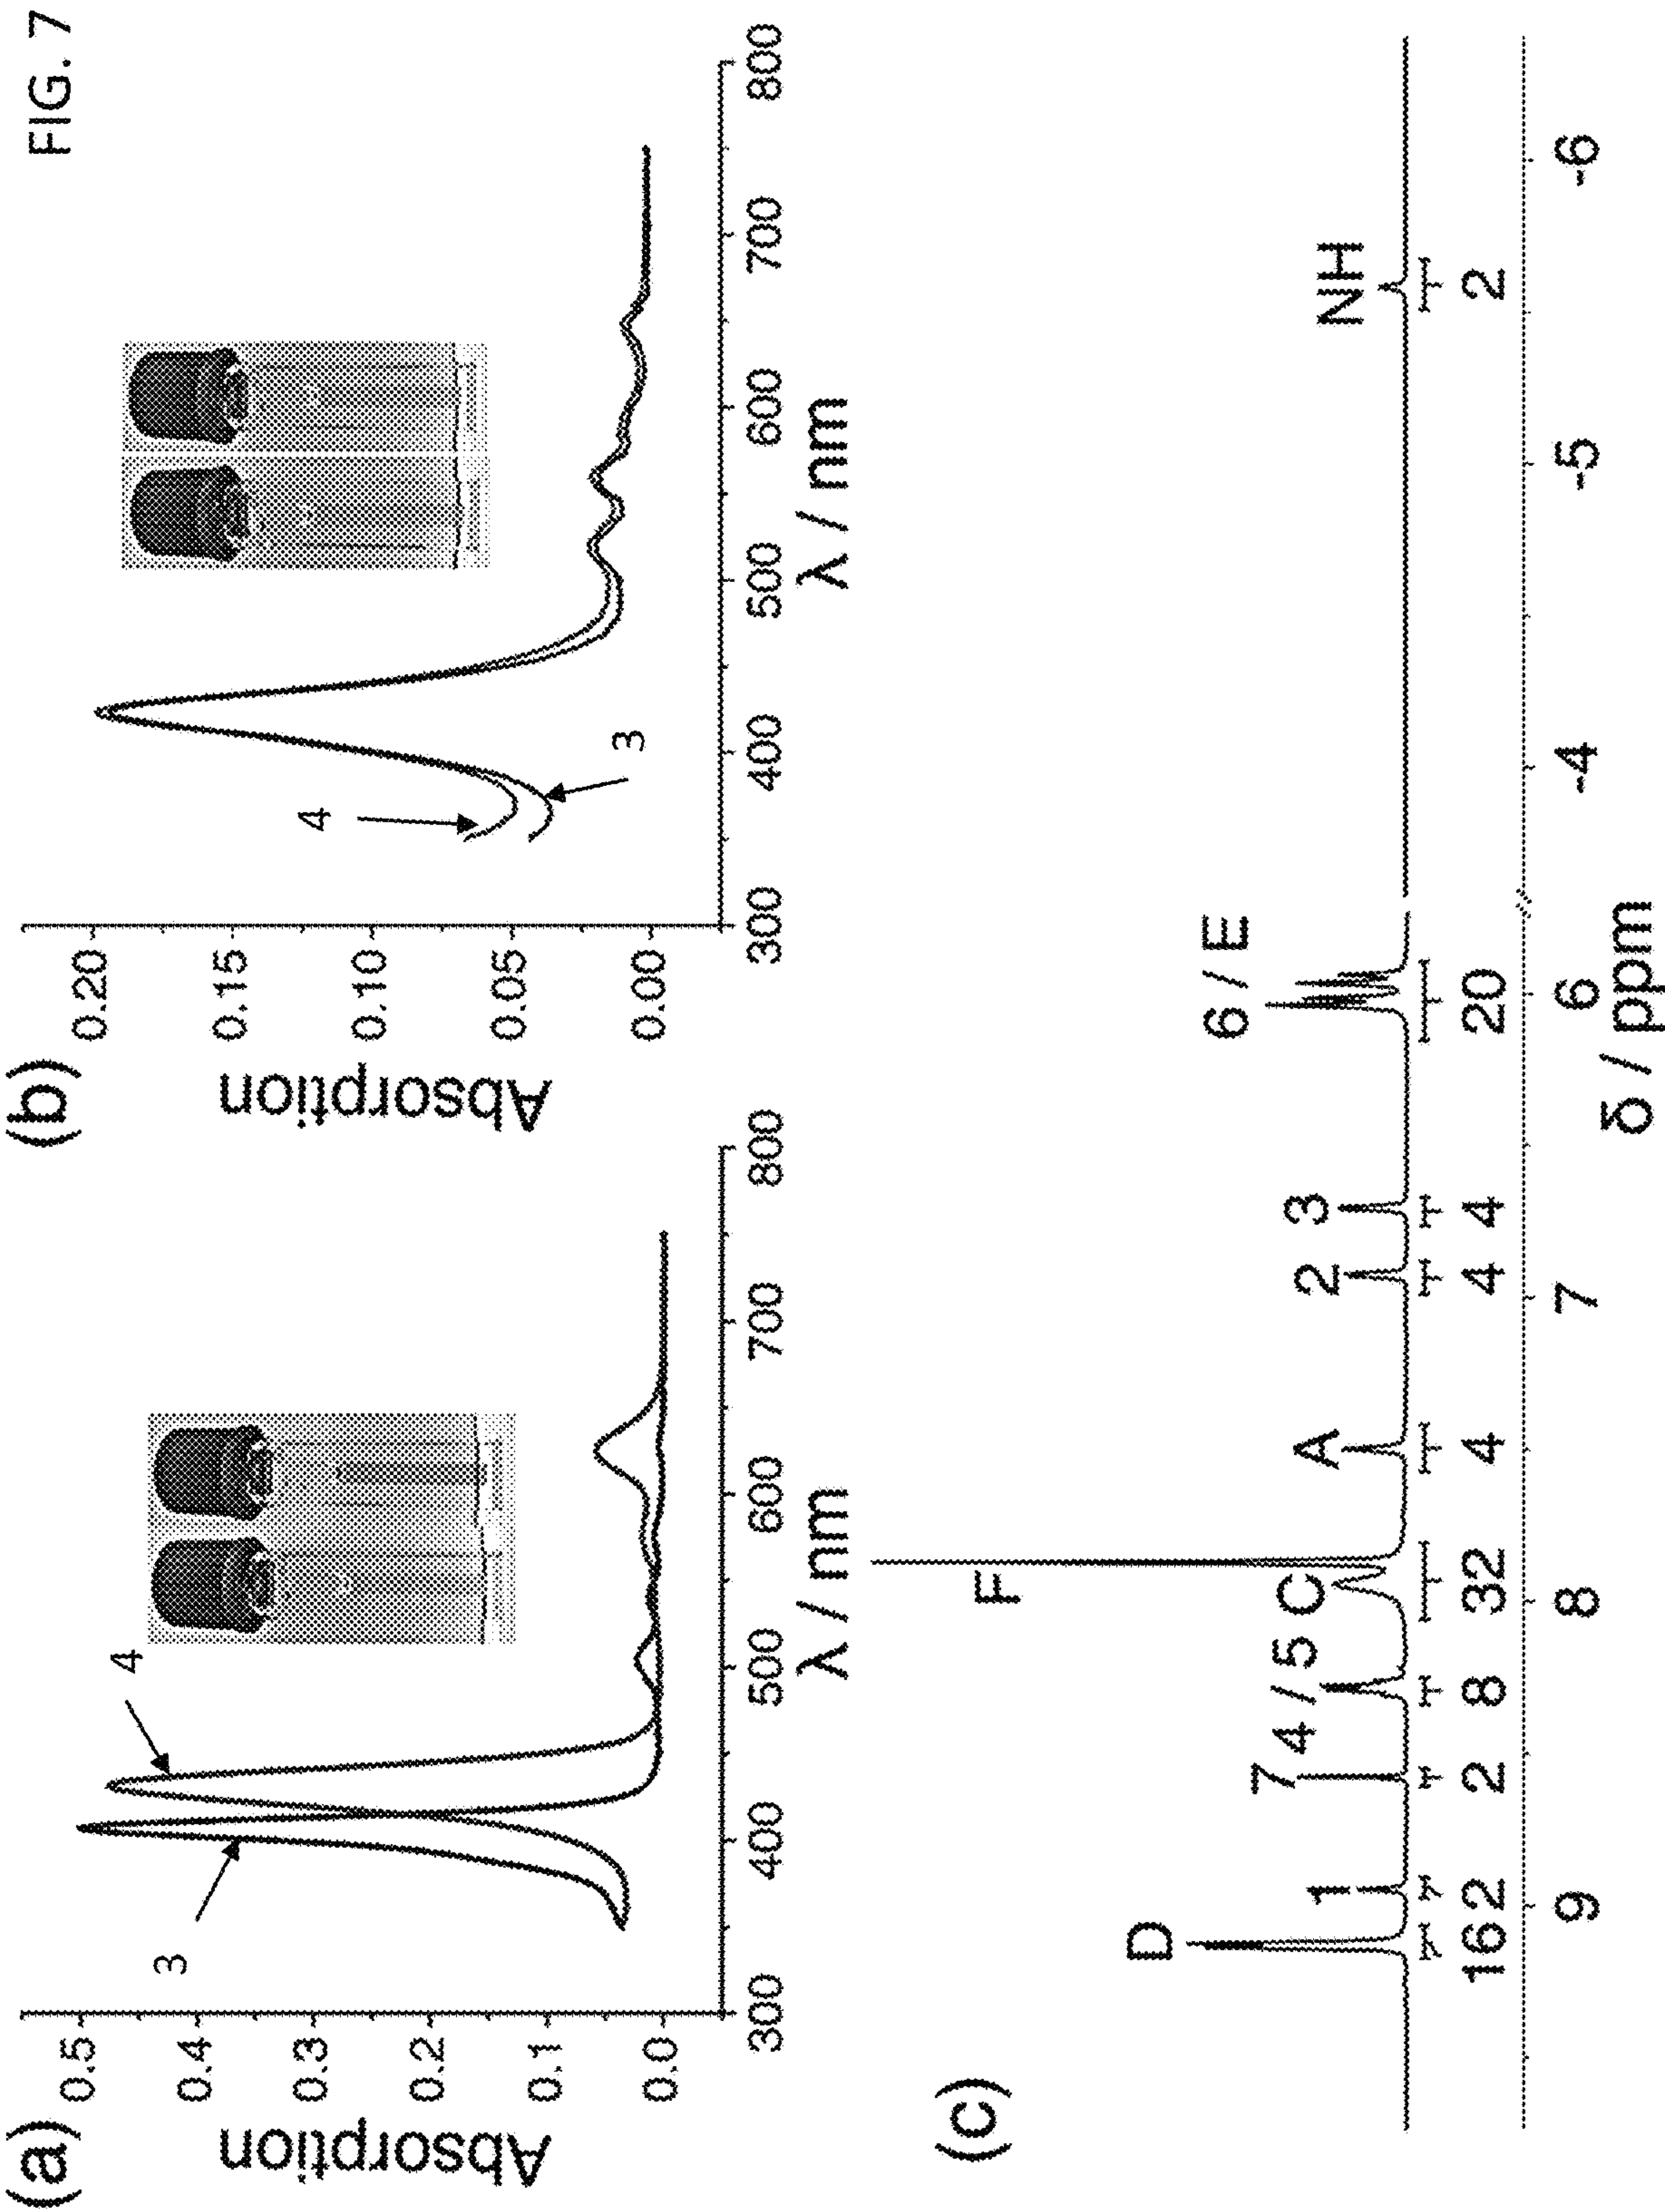 FIG. 7
(a)
Absorption
0.5
0.4
0.3
0.2
0.1
0.0
3
4
300 400 500 600 700 800
λ / nm
(b)
Absorption
0.20
0.15
0.10
0.05
0.00
4
3
300 400 500 600 700 800
λ / nm
(c)
D 1 7 4 / 5 C F A 2 3 6 / E NH
16 2 2 8 32 4 4 4 20 2
9 8 7 6 -4 -5 -6
δ / ppm